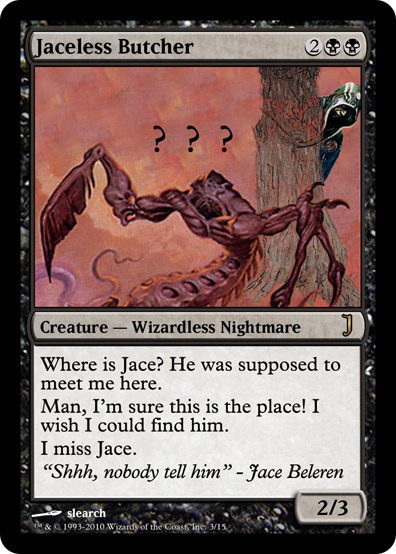 Jaceless Butcher 2
? ? ?
Creature — Wizardless Nightmare J
Where is Jace? He was supposed to
meet me here.
Man, I'm sure this is the place! I
wish I could find him.
I miss Jace.
“Shhh, nobody tell him” - Jace Beleren
2/3
slearch
™ & © 1993-2010 Wizards of the Coast, Inc. 3/15